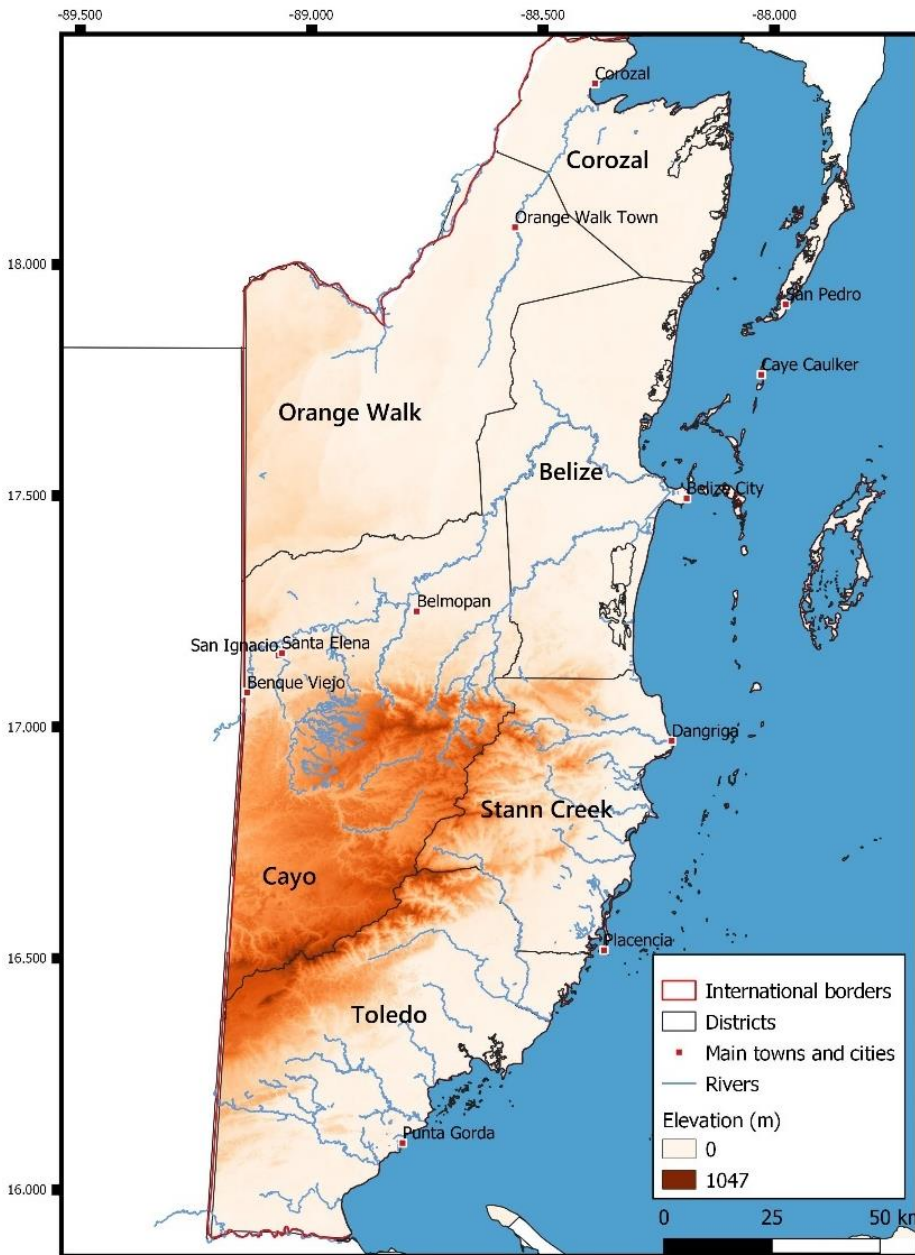 -89.500
-89.000
-88.500
-88.000
Corozal
Corozal
Orange Walk Town
18.000
San Pedro
Caye Caulker
Orange Walk
Belize
17.500
Belize City
Belmopan
San Ignacio
Santa Elena
Benque Viejo
17.000
Dangriga
Stann Creek
Cayo
16.500
Placencia
Toledo
Punta Gorda
16.000
International borders
Districts
Main towns and cities
Rivers
Elevation (m)
0
1047
0 25 50 km